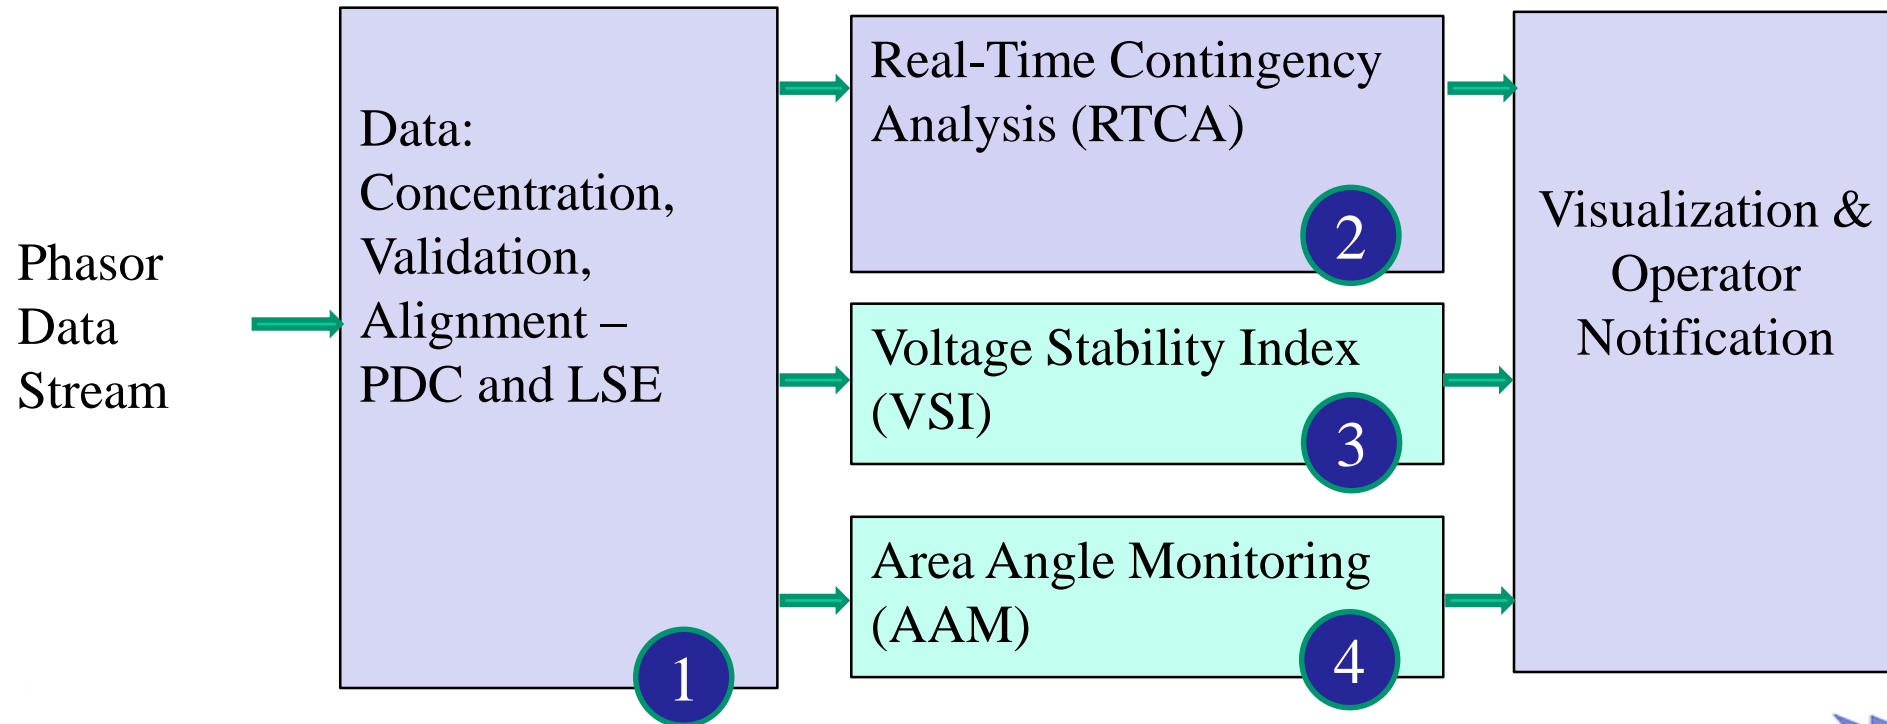 Phasor
Data
Stream
Data:
Concentration,
Validation,
Alignment –
PDC and LSE
1
Real-Time Contingency
Analysis (RTCA)
2
Voltage Stability Index
(VSI)
3
Area Angle Monitoring
(AAM)
4
Visualization &
Operator
Notification